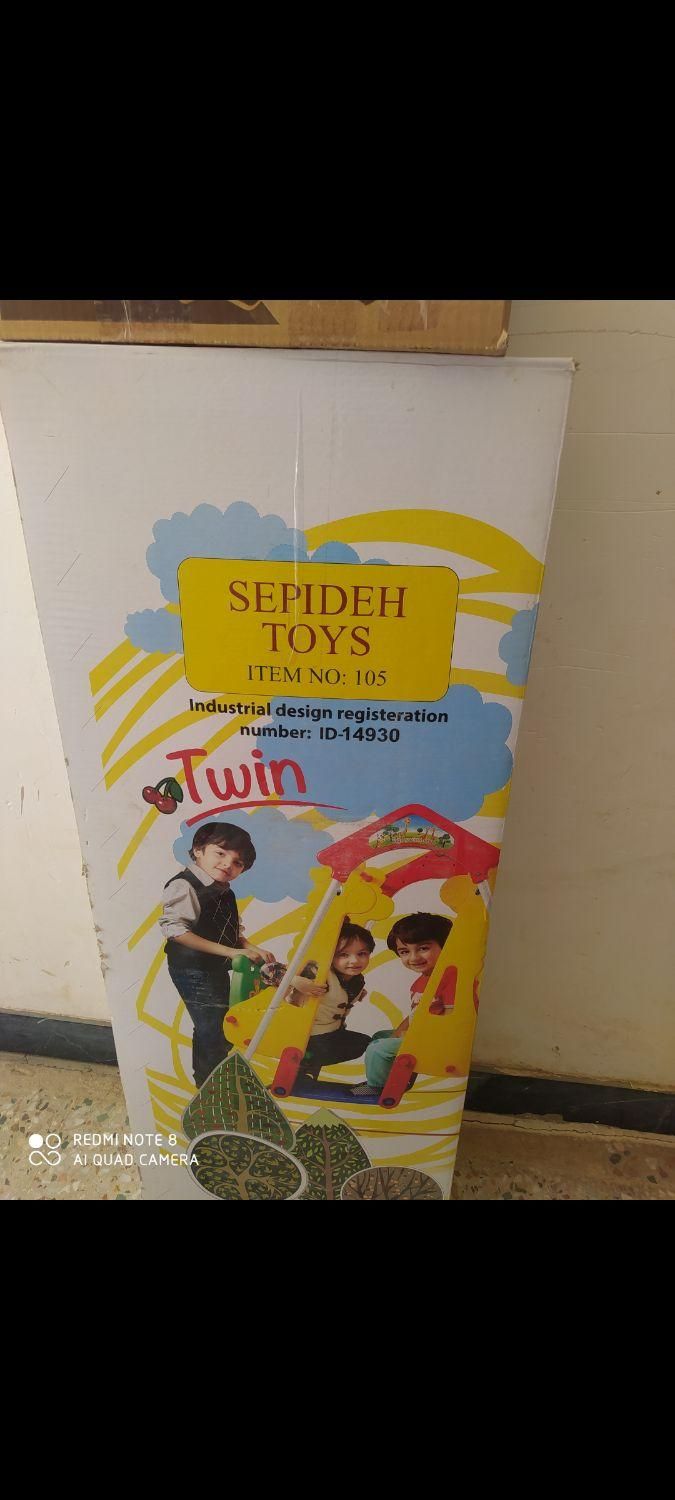 SEPIDEH
TOYS
ITEM NO: 105
Industrial design registeration
number: ID-14930
Twin
REDMI NOTE 8
AI QUAD CAMERA